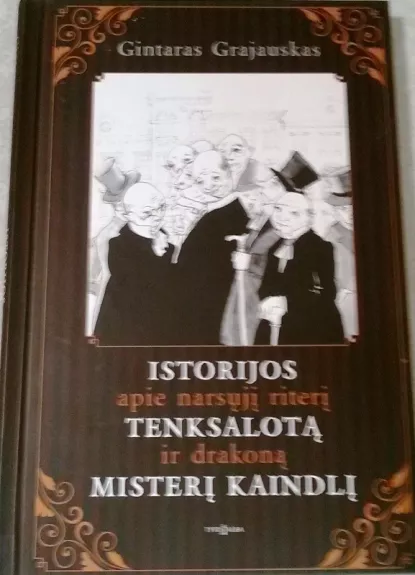 Gintaras Grajauskas
ISTORIJOS
apie narsųjį riterį
TENKSALOTĄ
ir drakoną
MISTERĮ KAINDLĮ